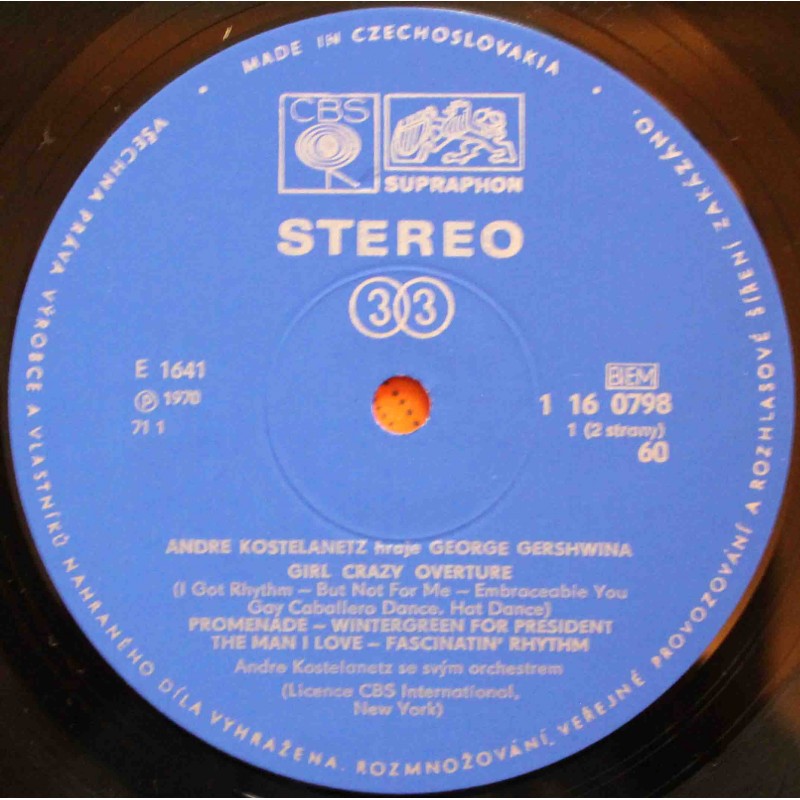 MADE IN CZECHOSLOVAKIA
CBS
SUPRAPHON
STEREO
33
E 1641
Ⓟ 1970
71 1
BIEM
1 16 0798
1 (2 strany)
60
ANDRE KOSTELANETZ hraje GEORGE GERSHWINA
GIRL CRAZY OVERTURE
(I Got Rhythm – But Not For Me – Embraceable You
Gay Caballero Dance. Hat Dance)
PROMENÁDE – WINTERGREEN FOR PRESIDENT
THE MAN I LOVE – FASCINATIN' RHYTHM
Andre Kostelanetz se svým orchestrem
(Licence CBS International,
New York)
VŠECHNA PRÁVA VÝROBCE A VLASTNÍKŮ NAHRANÉHO DÍLA VYHRAŽENA. ROZMNOŽOVÁNÍ, VEŘEJNÉ PROVOZOVÁNÍ A ROZHLASOVÉ ŠÍŘENÍ ZAKÁZÁNO.